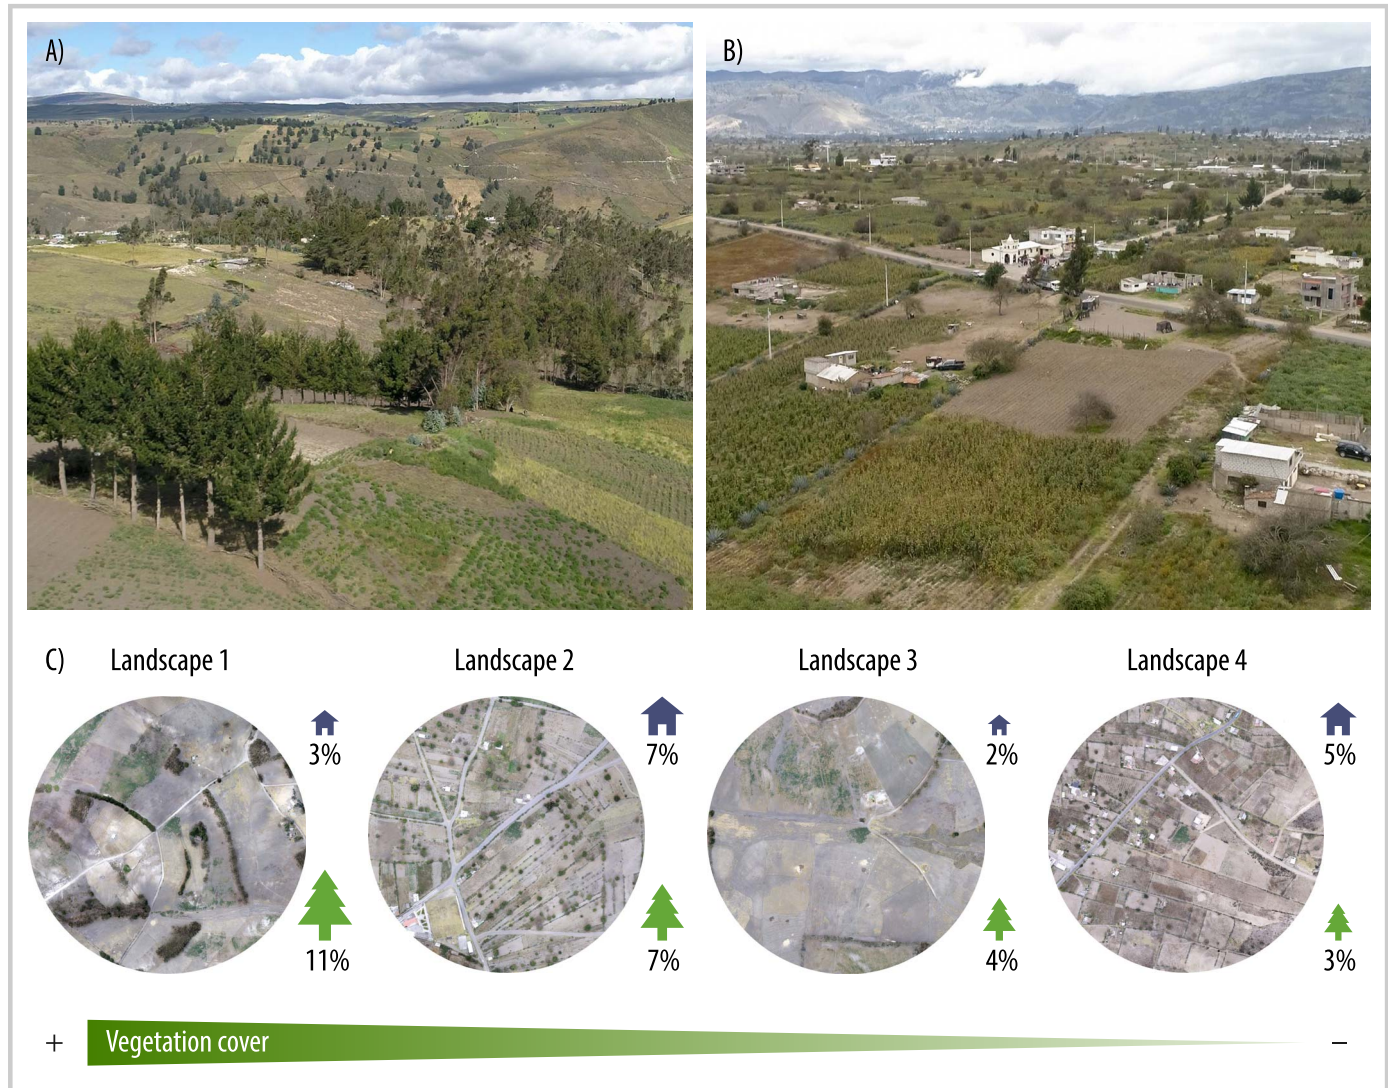 A)
B)
C)
Landscape 1
Landscape 2
Landscape 3
Landscape 4
3%
7%
2%
5%
11%
7%
4%
3%
+ Vegetation cover −